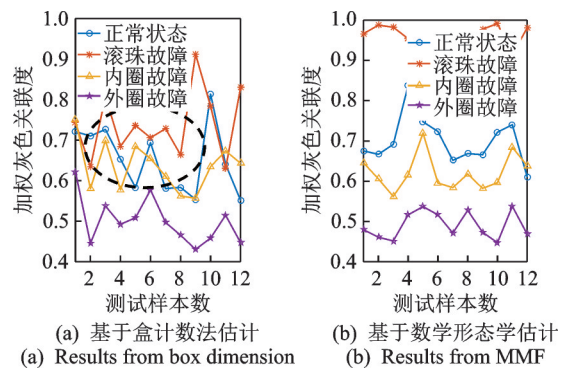 1.0
0.9
0.8
0.7
0.6
0.5
0.4
加权灰色关联度
正常状态
滚珠故障
内圈故障
外圈故障
2 4 6 8 10 12
测试样本数
(a) 基于盒计数法估计
(a) Results from box dimension
1.0
0.9
0.8
0.7
0.6
0.5
0.4
加权灰色关联度
正常状态
滚珠故障
内圈故障
外圈故障
2 4 6 8 10 12
测试样本数
(b) 基于数学形态学估计
(b) Results from MMF